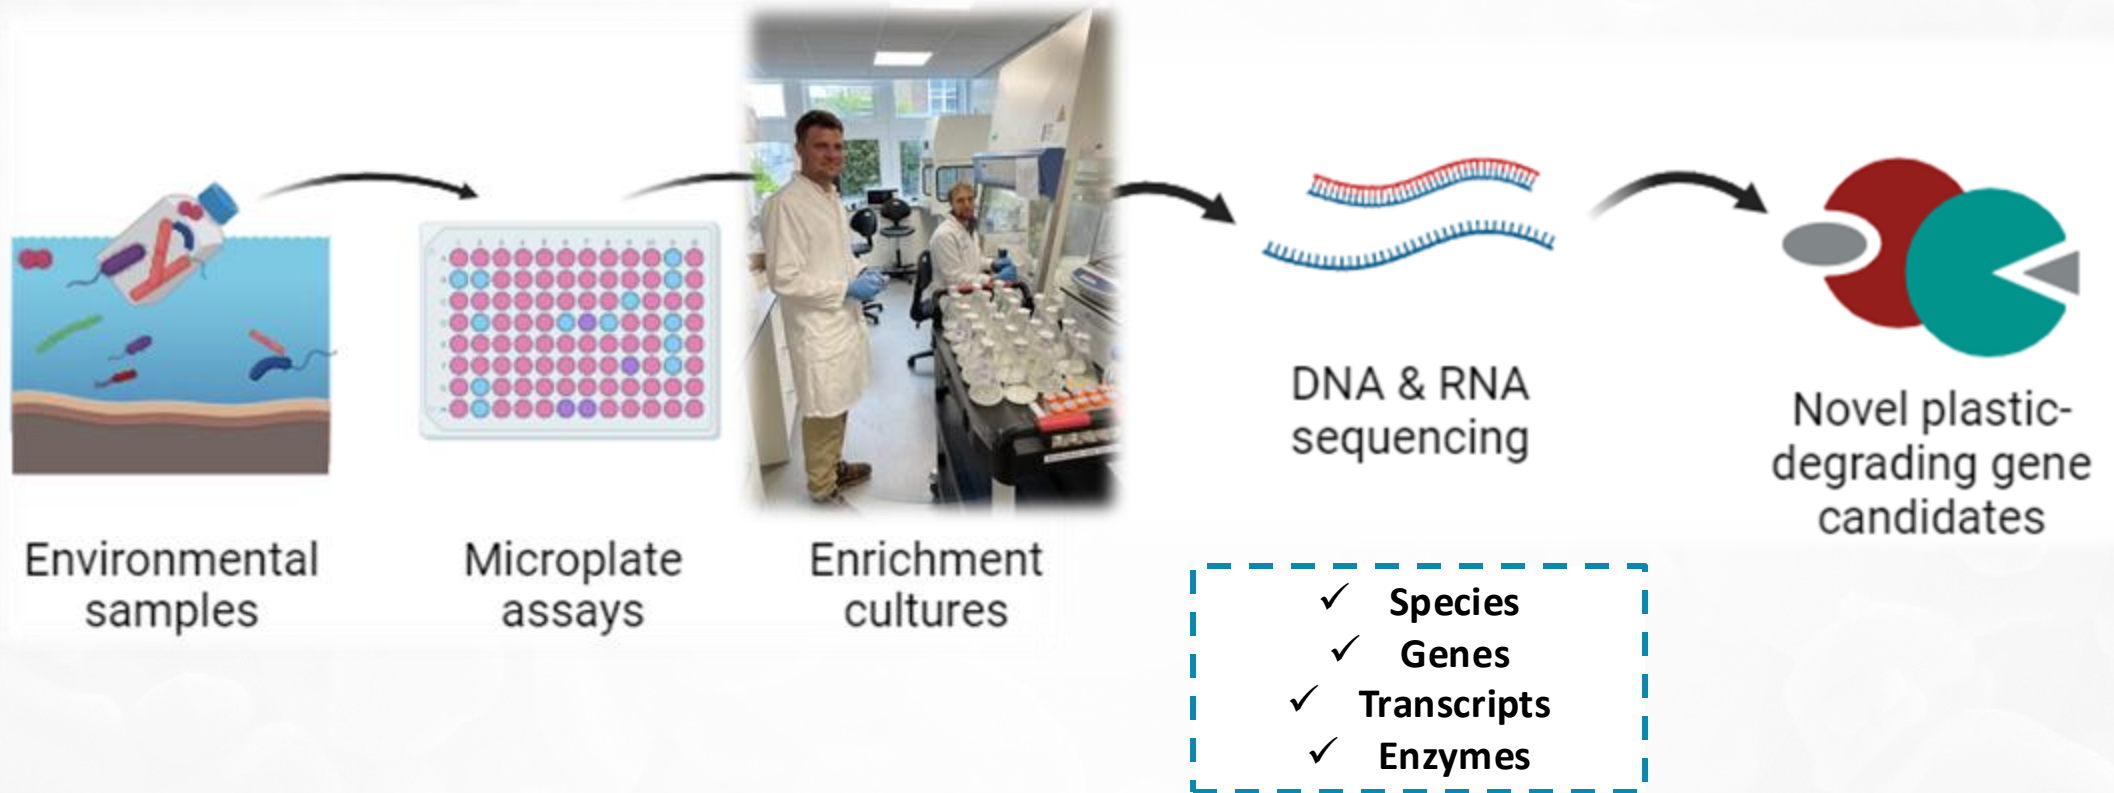 Environmental
samples
Microplate
assays
Enrichment
cultures
DNA & RNA
sequencing
Novel plastic-
degrading gene
candidates
✓ Species
✓ Genes
✓ Transcripts
✓ Enzymes